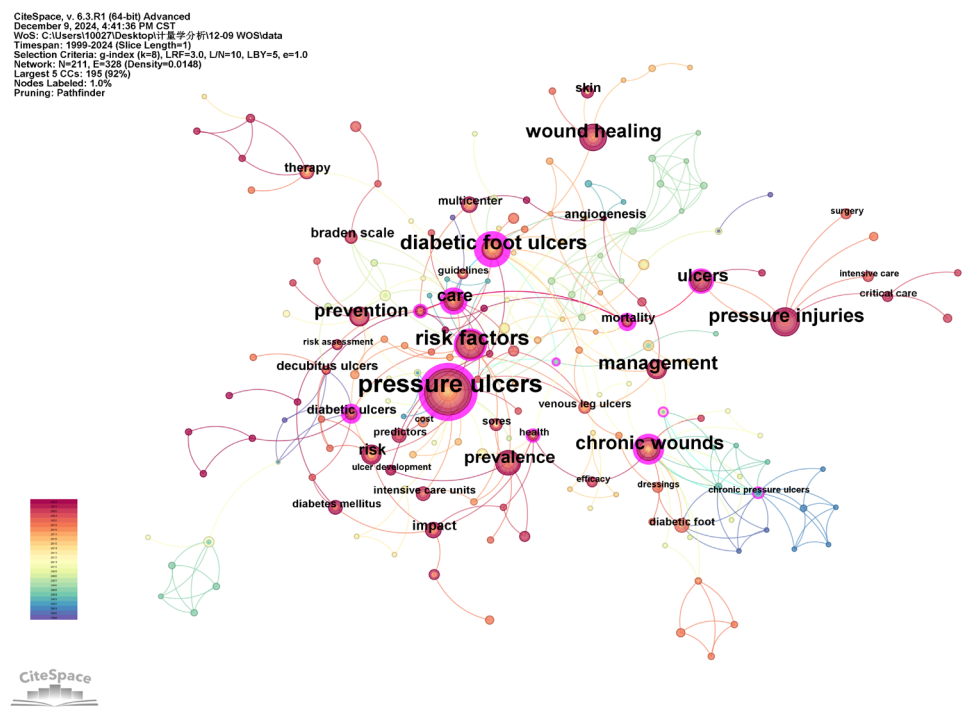 CiteSpace, v. 6.3.R1 (64-bit) Advanced
December 9, 2024, 4:41:36 PM CST
WoS: C:\Users\10027\Desktop\计量学分析\12-09 WOS\data
Timespan: 1999-2024 (Slice Length=1)
Selection Criteria: g-index (k=8), LRF=3.0, L/N=10, LBY=5, e=1.0
Network: N=211, E=328 (Density=0.0148)
Largest 5 CCs: 195 (92%)
Nodes Labeled: 1.0%
Pruning: Pathfinder
skin
wound healing
therapy
multicenter
angiogenesis
surgery
braden scale
diabetic foot ulcers
guidelines
ulcers
intensive care
care
critical care
prevention
mortality
pressure injuries
risk factors
risk assessment
decubitus ulcers
management
pressure ulcers
venous leg ulcers
diabetic ulcers
cost
sores
predictors
health
chronic wounds
risk
prevalence
ulcer development
efficacy
dressings
chronic pressure ulcers
intensive care units
diabetes mellitus
impact
diabetic foot
CiteSpace